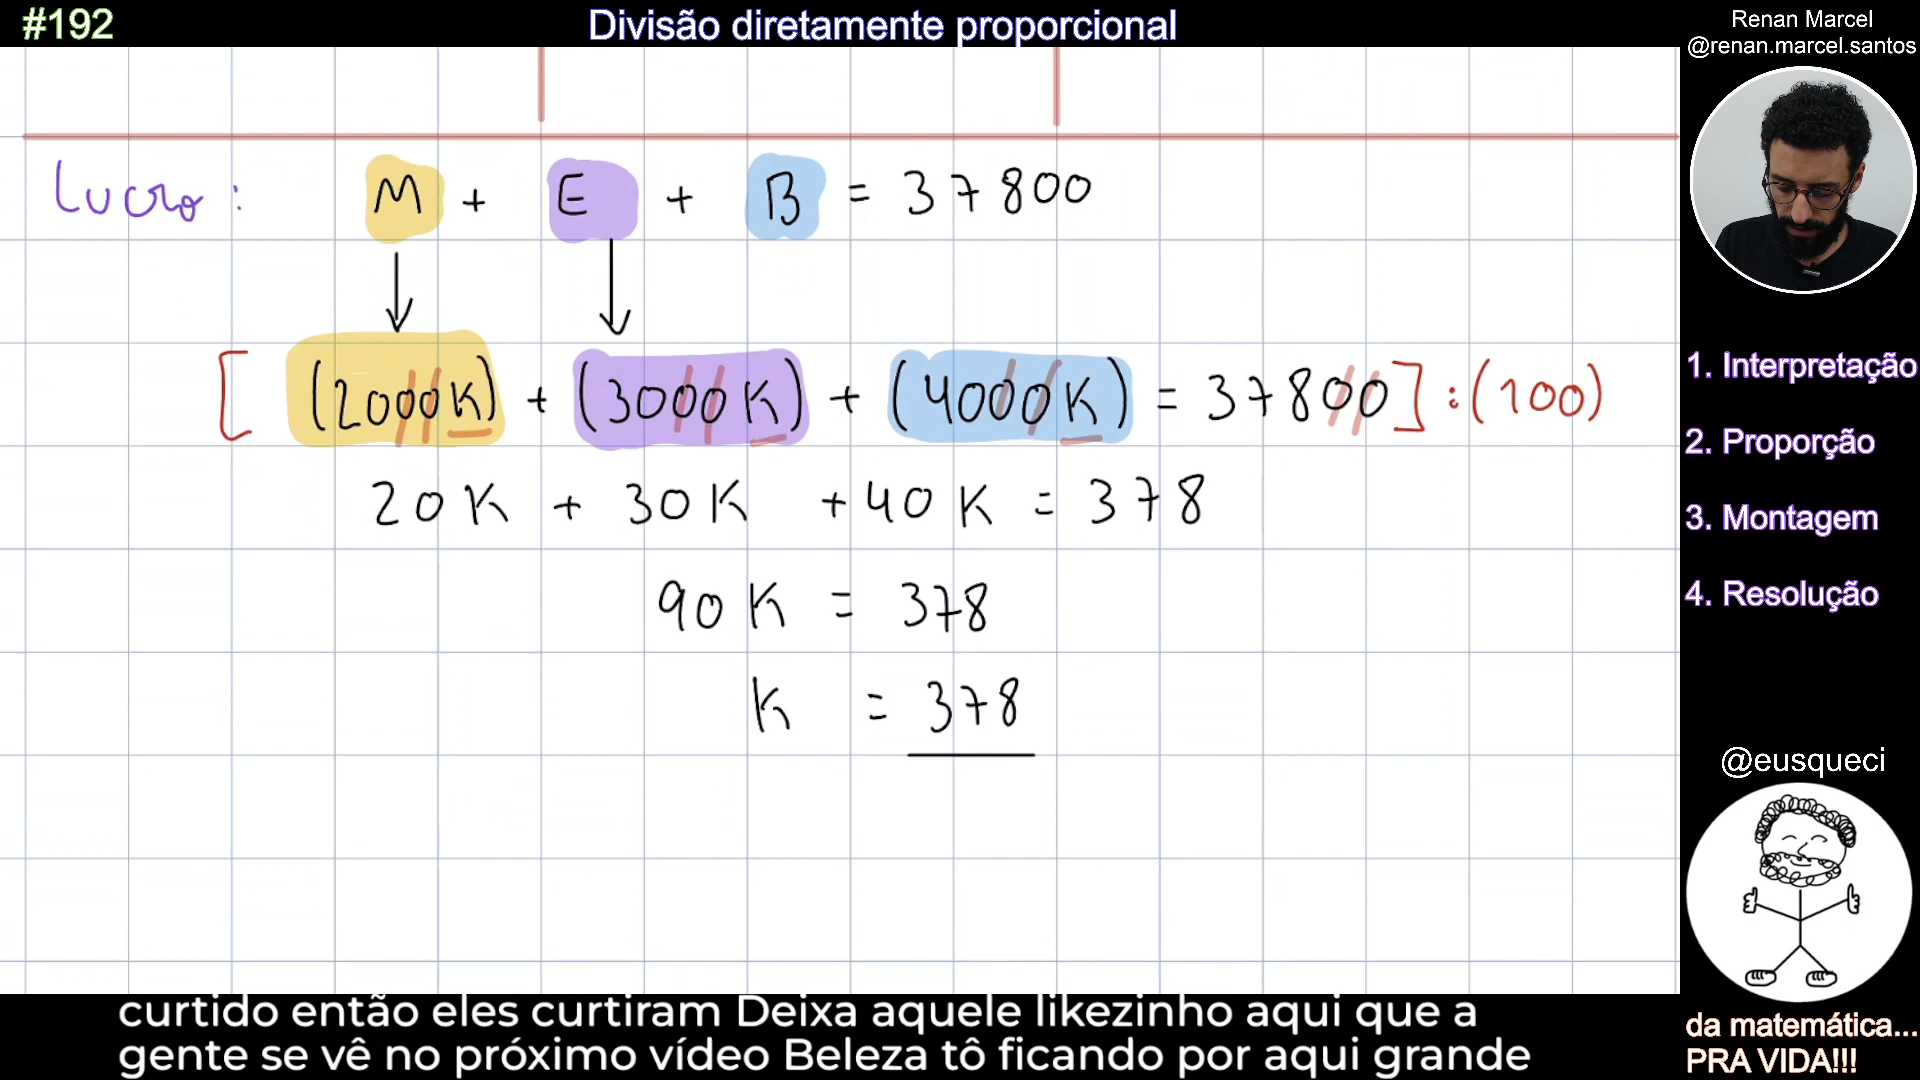 #192
Divisão diretamente proporcional
Renan Marcel
@renan.marcel.santos
Lucro: M + E + B = 37800
[(2000K) + (3000K) + (4000K) = 37800] :(100)
20K + 30K + 40K = 378
90K = 378
K = 378
1. Interpretação
2. Proporção
3. Montagem
4. Resolução
@eusqueci
da matemática...
PRA VIDA!!!
curtido então eles curtiram Deixa aquele likezinho aqui que a
gente se vê no próximo vídeo Beleza tô ficando por aqui grande